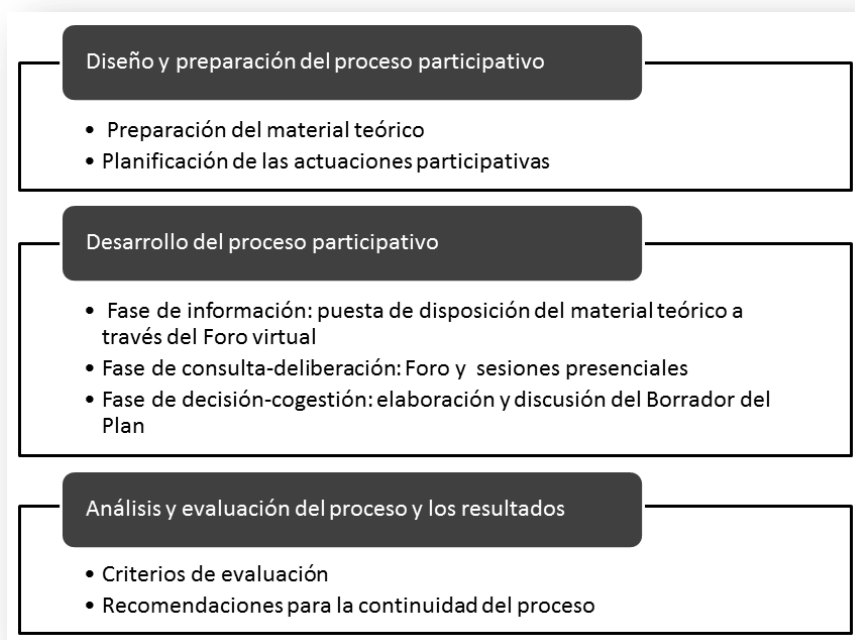 Diseño y preparación del proceso participativo
• Preparación del material teórico
• Planificación de las actuaciones participativas
Desarrollo del proceso participativo
• Fase de información: puesta de disposición del material teórico a
través del Foro virtual
• Fase de consulta-deliberación: Foro y sesiones presenciales
• Fase de decisión-cogestión: elaboración y discusión del Borrador del
Plan
Análisis y evaluación del proceso y los resultados
• Criterios de evaluación
• Recomendaciones para la continuidad del proceso